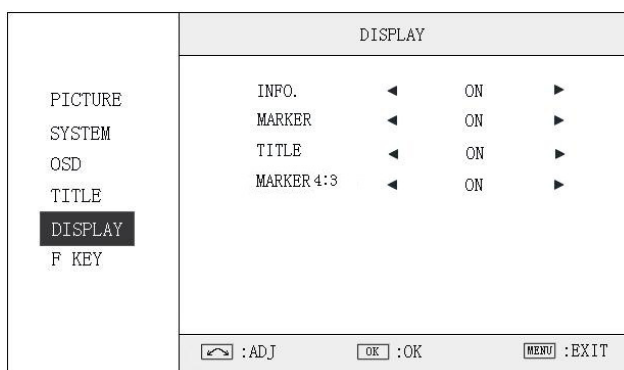 DISPLAY
PICTURE
SYSTEM
OSD
TITLE
DISPLAY
F KEY
INFO. ◀ ON ▶
MARKER ◀ ON ▶
TITLE ◀ ON ▶
MARKER 4:3 ◀ ON ▶
:ADJ OK :OK MENU :EXIT